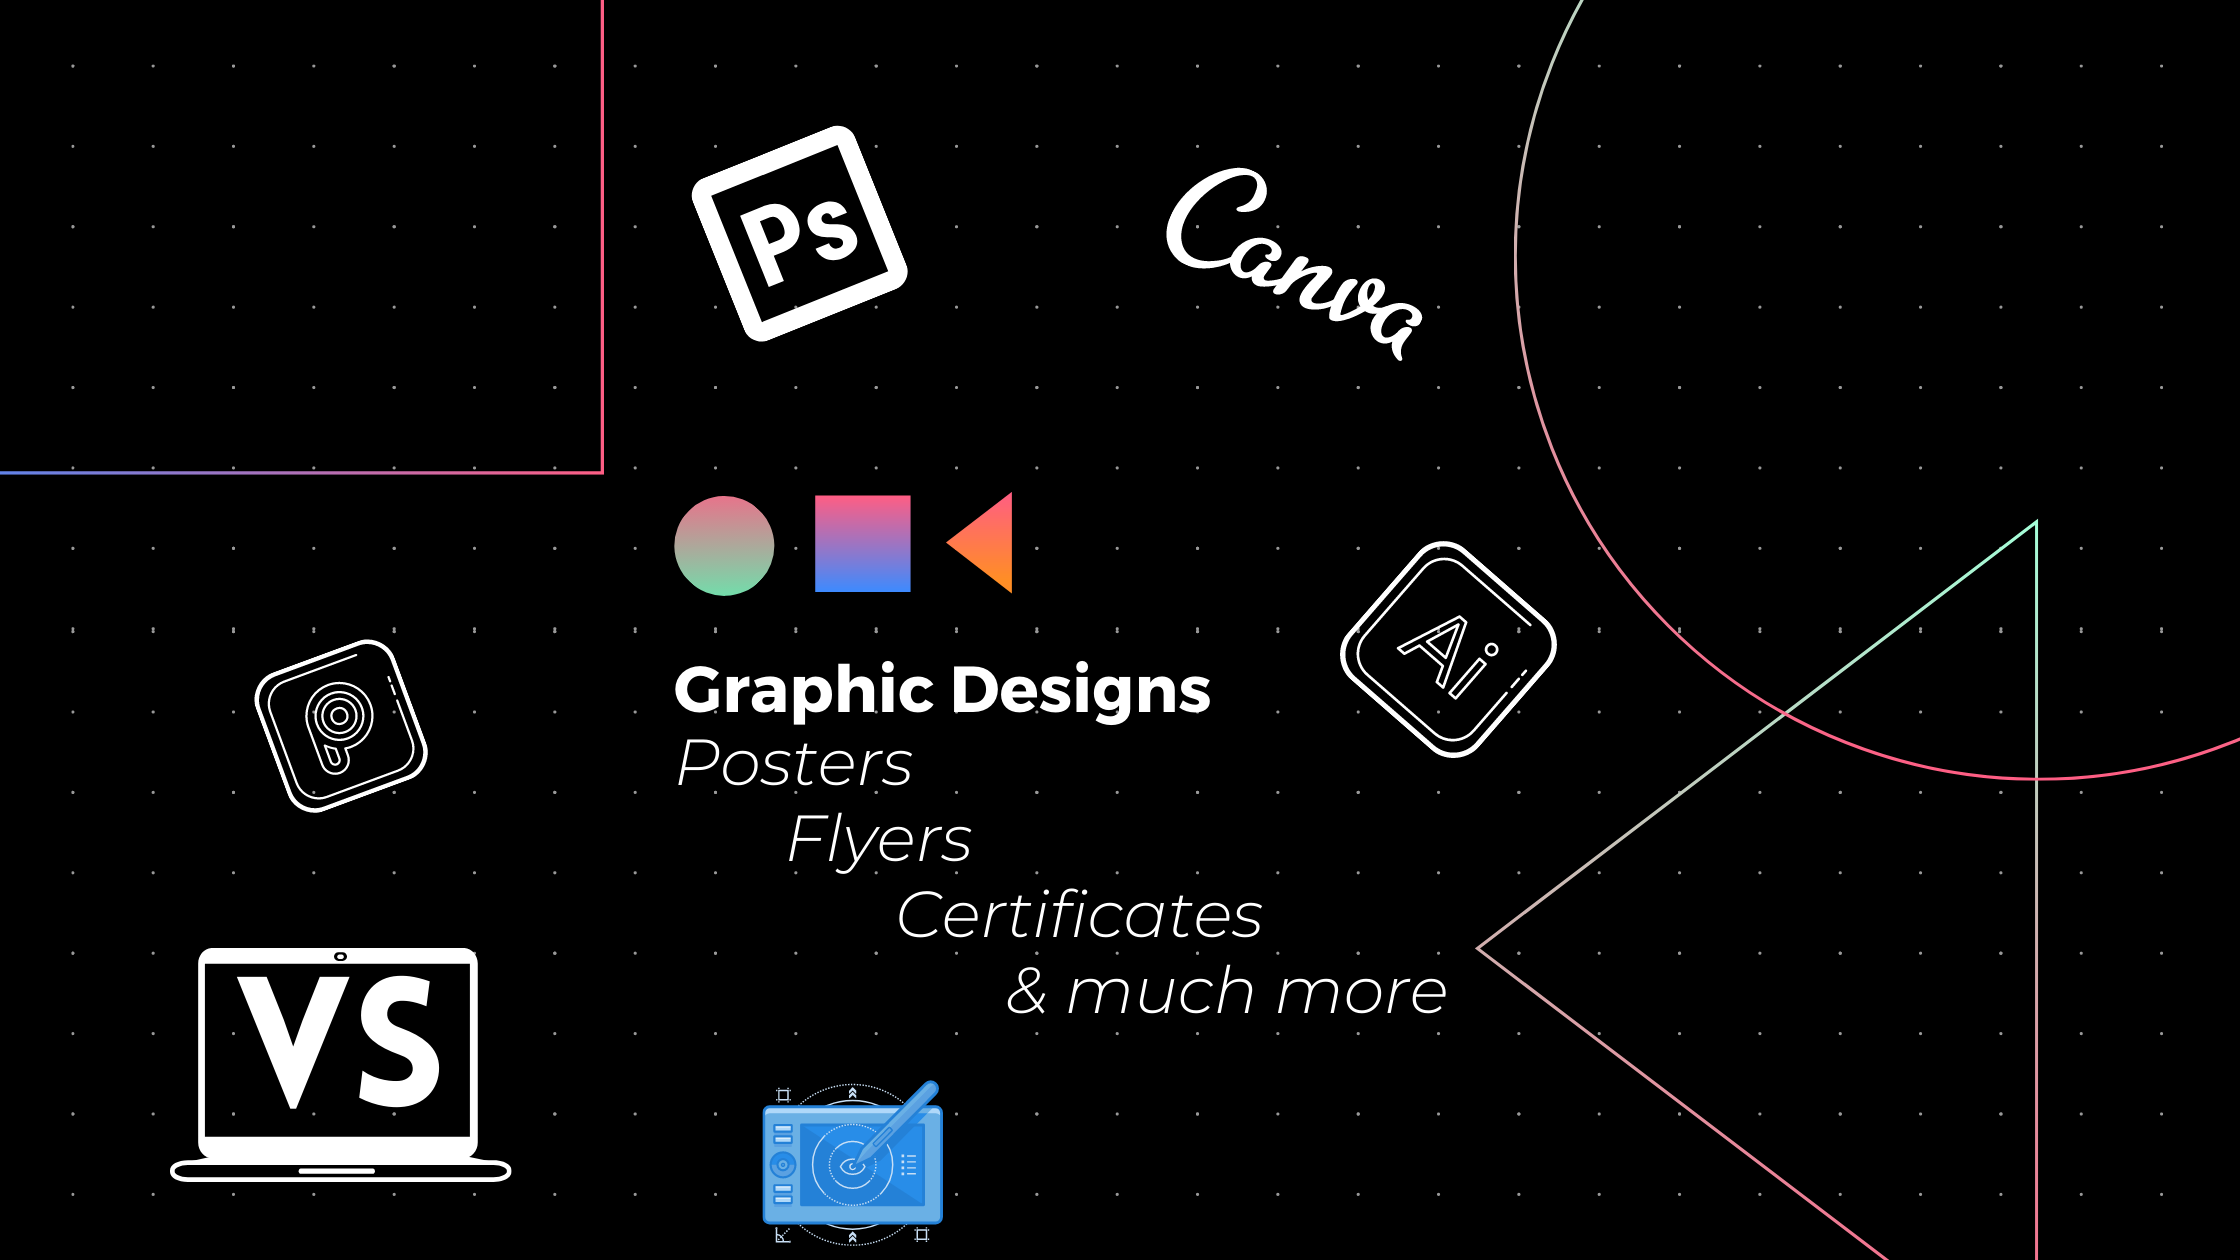 Ps
Canva
Ai
P
Graphic Designs
Posters
Flyers
Certificates
& much more
VS